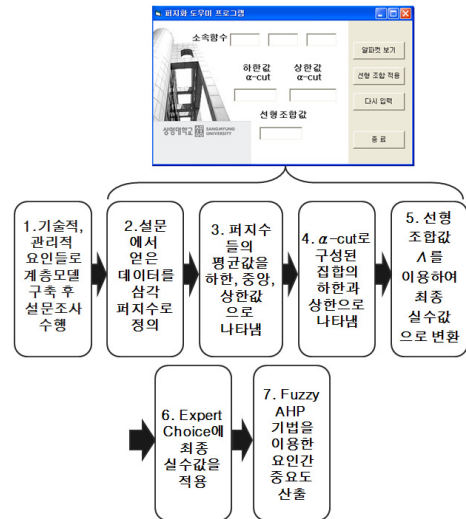 퍼지화 도우미 프로그램
소속함수
하한값
α-cut
상한값
α-cut
선형조합값
알파컷 보기
선형 조합 적용
다시 입력
종 료
상명대학교
SANGMYUNG
UNIVERSITY
1.기술적,
관리적
요인들로
계층모델
구축 후
설문조사
수행
2.설문
에서
얻은
데이터를
삼각
퍼지수로
정의
3. 퍼지수
들의
평균값을
하한,중앙,
상한값
으로
나타냄
4. α-cut로
구성된
집합의
하한과
상한으로
나타냄
5. 선형
조합값
Λ를
이용하여
최종
실수값
으로 변환
6. Expert
Choice에
최종
실수값을
적용
7. Fuzzy
AHP
기법을
이용한
요인간
중요도
산출